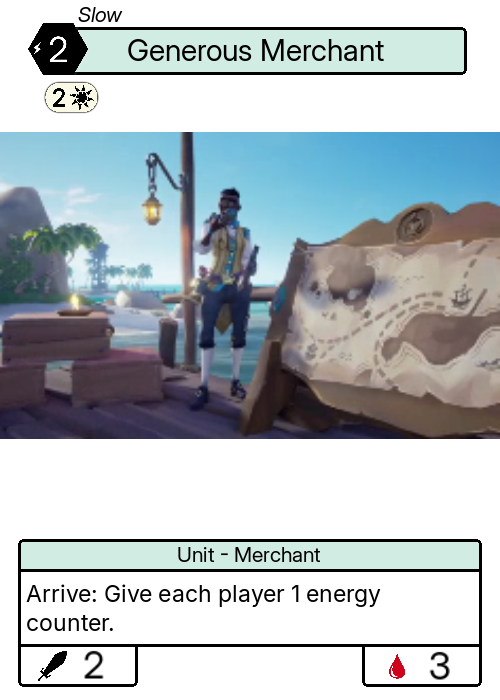 Slow
2 Generous Merchant
2
Unit - Merchant
Arrive: Give each player 1 energy
counter.
2 3